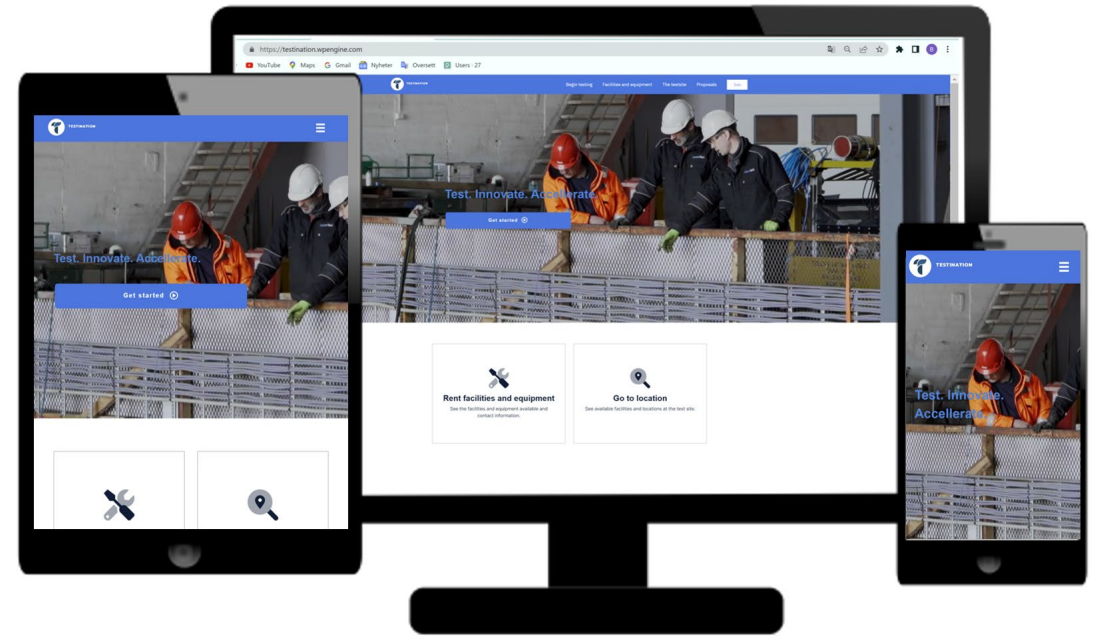 https://testination.wpengine.com
YouTube Maps Gmail Nyheter Oversett Users · 27
TESTINATION
Begin testing Facilities and equipment The testsite Proposals
Test. Innovate. Accellerate.
Get started
Rent facilities and equipment
See the facilities and equipment available and
contact information.
Go to location
See available facilities and locations at the test site.
TESTINATION
Test. Innovate. Accellerate.
Get started
TESTINATION
Test. Innovate.
Accellerate.